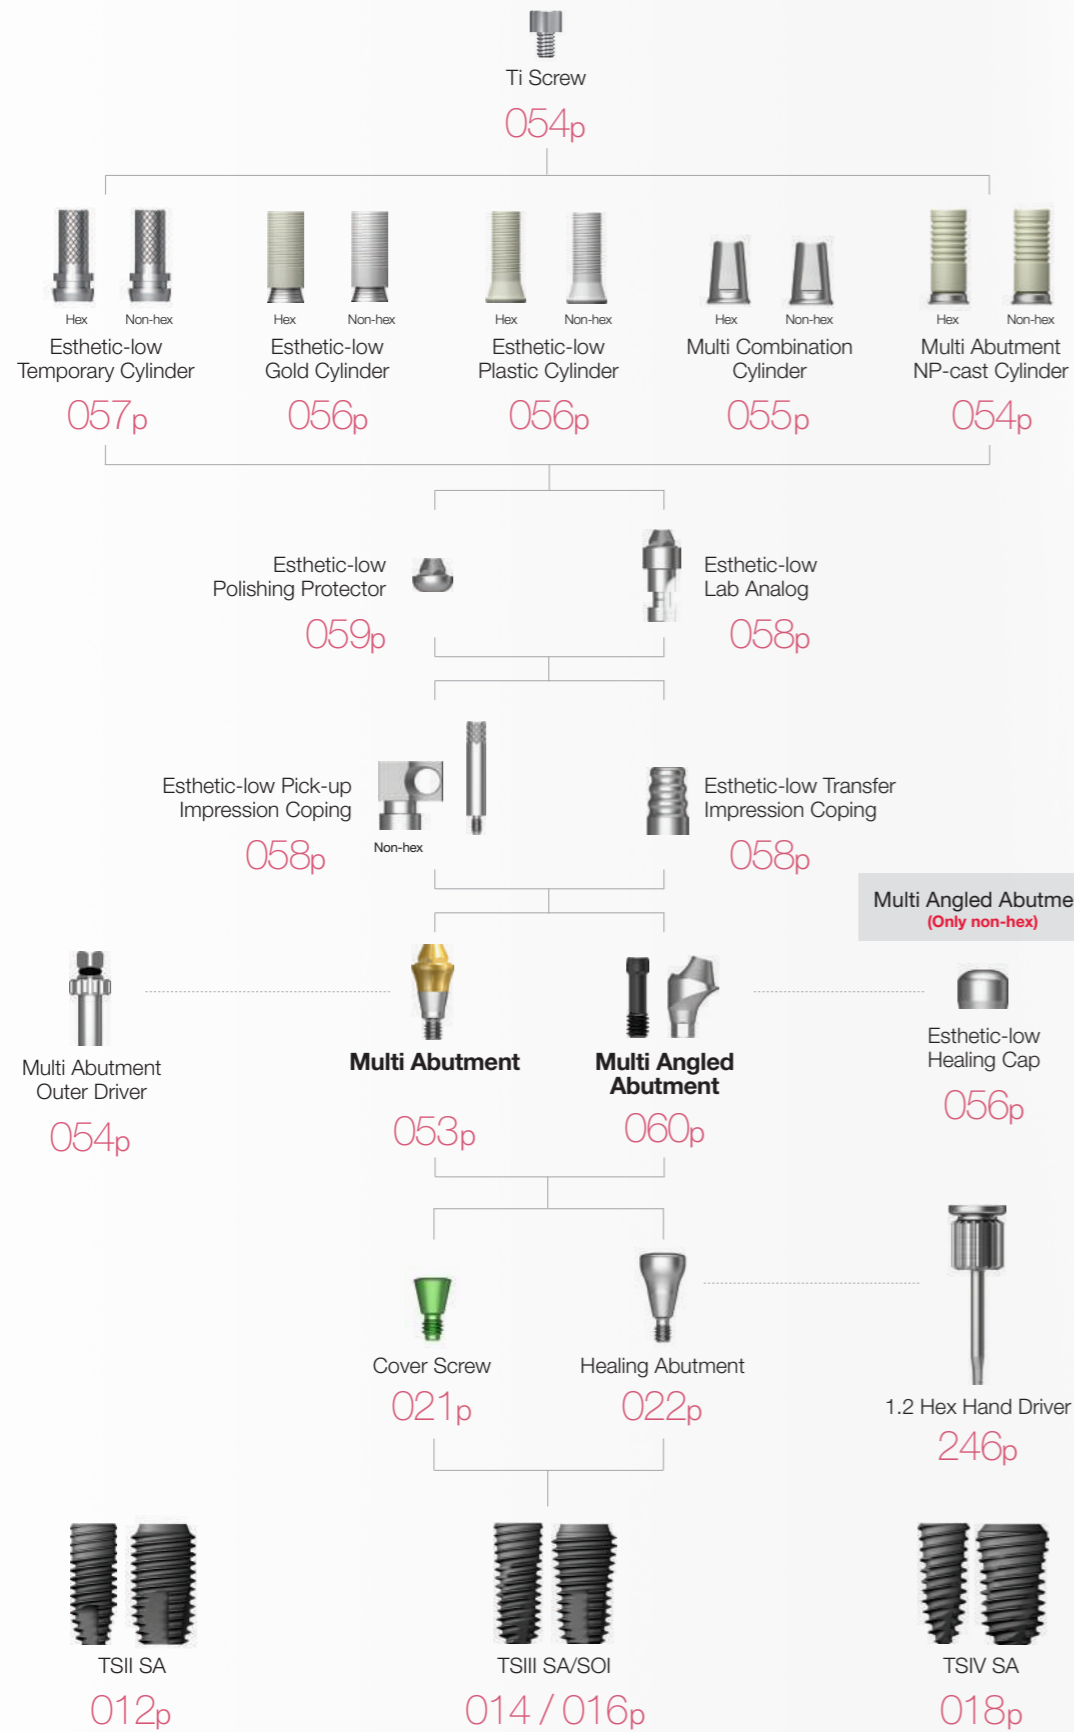 Ti Screw
054p
Hex Non-hex
Esthetic-low
Temporary Cylinder
057p
Hex Non-hex
Esthetic-low
Gold Cylinder
056p
Hex Non-hex
Esthetic-low
Plastic Cylinder
056p
Hex Non-hex
Multi Combination
Cylinder
055p
Hex Non-hex
Multi Abutment
NP-cast Cylinder
054p
Esthetic-low
Polishing Protector
059p
Esthetic-low
Lab Analog
058p
Esthetic-low Pick-up
Impression Coping
058p
Non-hex
Esthetic-low Transfer
Impression Coping
058p
Multi Angled Abutme
(Only non-hex)
Multi Abutment
Outer Driver
054p
Multi Abutment
053p
Multi Angled
Abutment
060p
Esthetic-low
Healing Cap
056p
Cover Screw
021p
Healing Abutment
022p
1.2 Hex Hand Driver
246p
TSII SA
012p
TSIII SA/SOI
014 / 016p
TSIV SA
018p